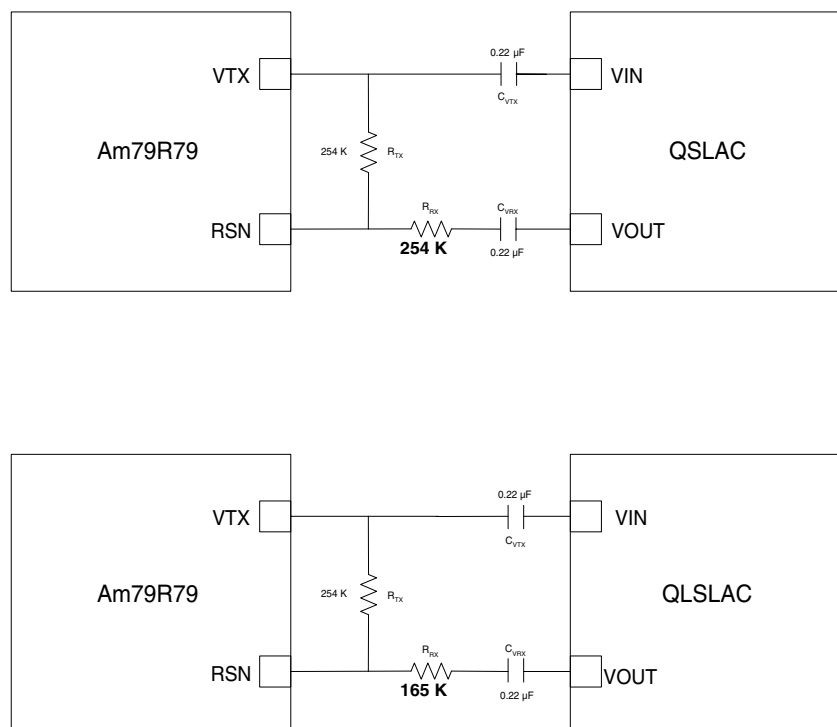 0.22 µF
VTX
VIN
C_VTX
Am79R79
254 K
R_TX
QSLAC
R_RX
C_VRX
RSN
VOUT
254 K
0.22 µF
0.22 µF
VTX
VIN
C_VTX
Am79R79
254 K
R_TX
QLSLAC
R_RX
C_VRX
RSN
VOUT
165 K
0.22 µF